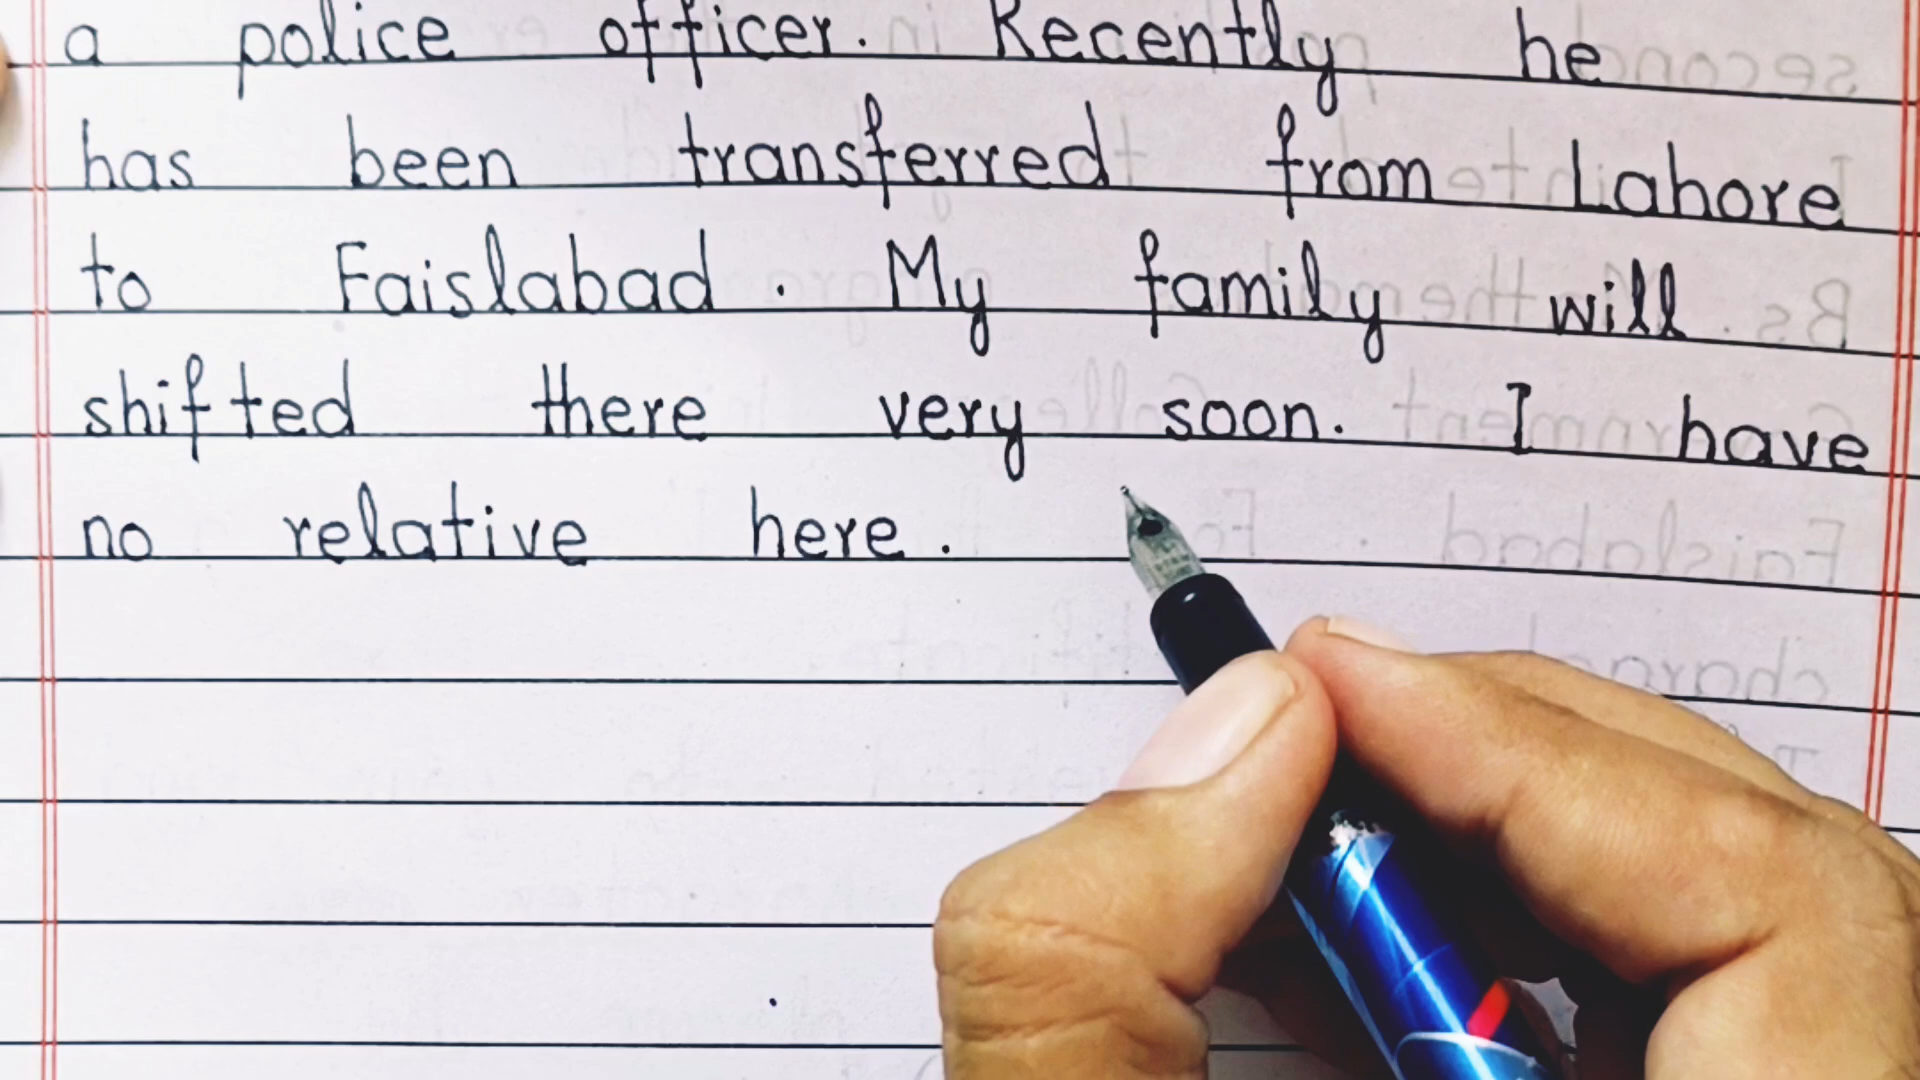 a police officer. Recently he
has been transferred from Lahore
to Faislabad. My family will
shifted there very soon. I have
no relative here.